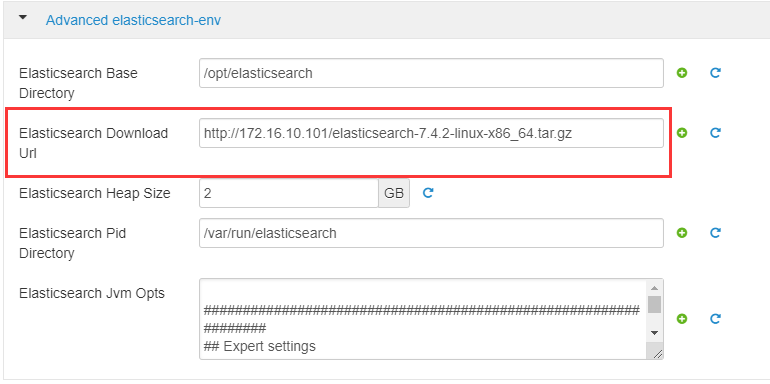 Advanced elasticsearch-env
Elasticsearch Base
Directory
/opt/elasticsearch
Elasticsearch Download
Url
http://172.16.10.101/elasticsearch-7.4.2-linux-x86_64.tar.gz
Elasticsearch Heap Size
2
GB
Elasticsearch Pid
Directory
/var/run/elasticsearch
Elasticsearch Jvm Opts
########################################################
########
## Expert settings